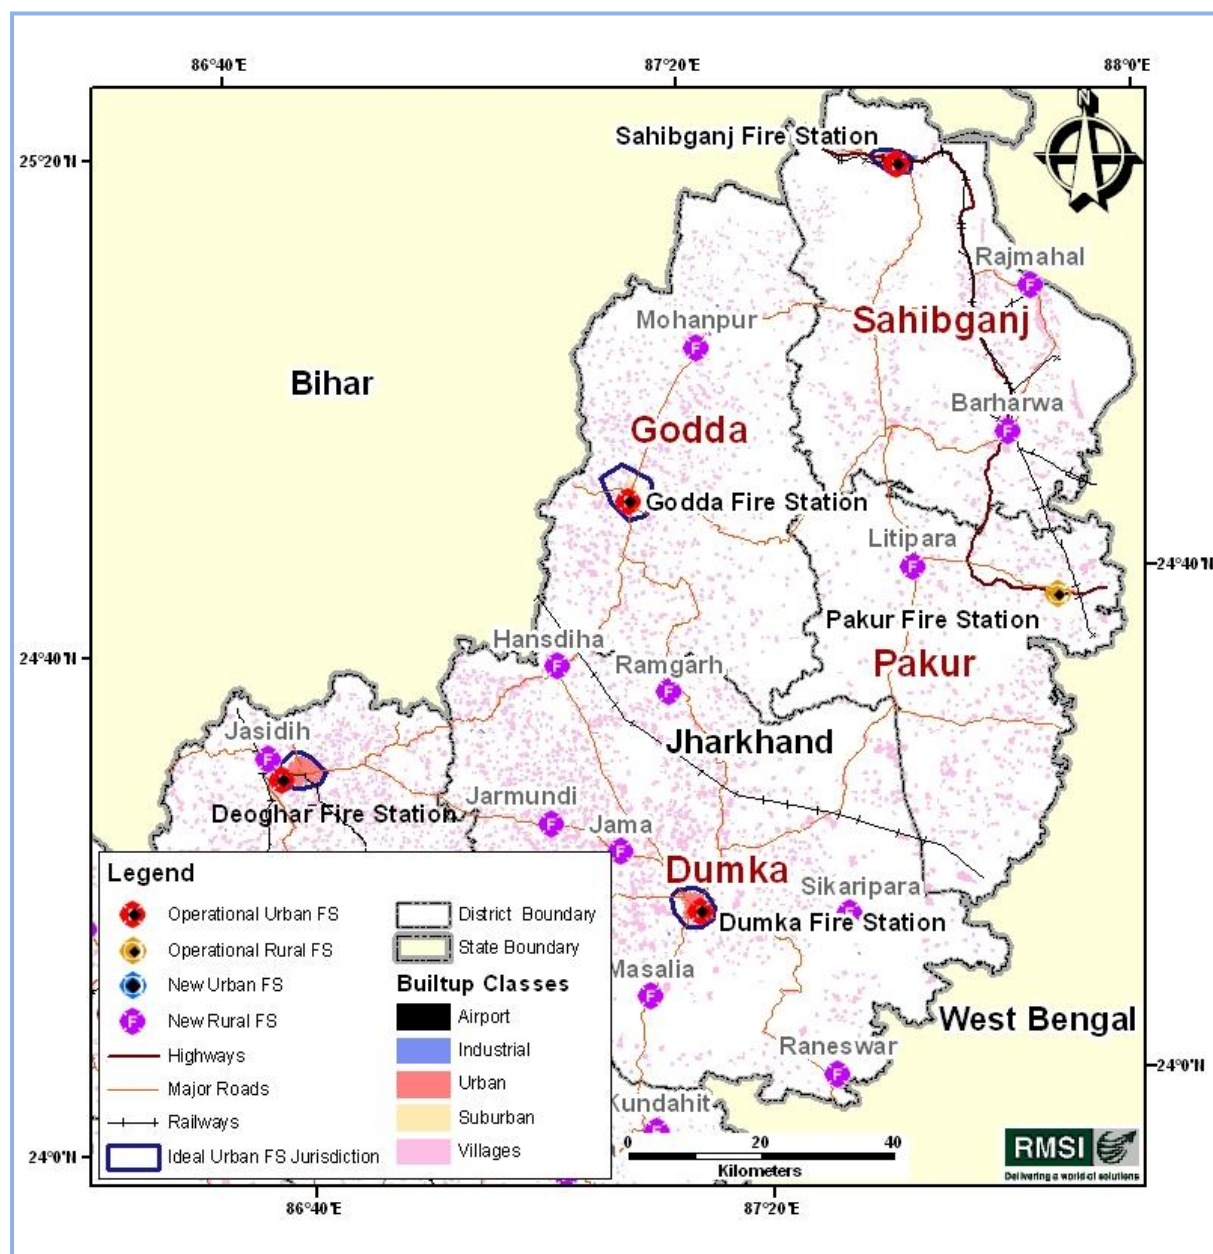 86°40'E
87°20'E
88°0'E
N
Sahibganj Fire Station
25°20'N
Rajmahal
Mohanpur
Sahibganj
Bihar
Barharwa
Godda
Godda Fire Station
Litipara
24°40'N
Pakur Fire Station
Hansdiha
24°40'N
Ramgarh
Pakur
Jasidih
Jharkhand
Deoghar Fire Station
Jarmundi
Jama
Dumka
Sikaripara
Dumka Fire Station
Masalia
West Bengal
Raneswar
24°0'N
Kundahit
Legend
Operational Urban FS
Operational Rural FS
New Urban FS
F New Rural FS
Highways
Major Roads
Railways
Ideal Urban FS Jurisdiction
District Boundary
State Boundary
Builtup Classes
Airport
Industrial
Urban
Suburban
Villages
0 20 40
Kilometers
RMSI
Delivering a world of solutions
24°0'N
86°40'E
87°20'E